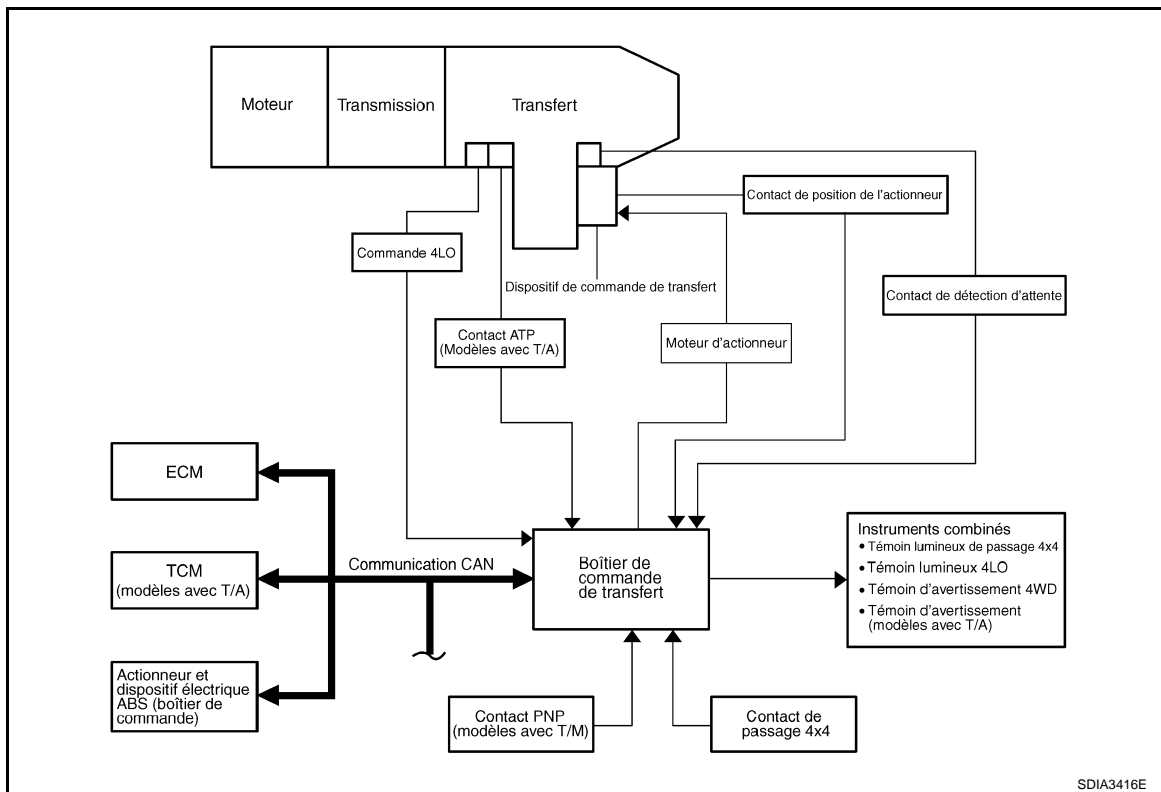 Moteur
Transmission
Transfert
Contact de position de l'actionneur
Commande 4LO
Dispositif de commande de transfert
Contact de détection d'attente
Contact ATP
(Modèles avec T/A)
Moteur d'actionneur
ECM
Communication CAN
TCM
(modèles avec T/A)
Boîtier de
commande
de transfert
Instruments combinés
• Témoin lumineux de passage 4x4
• Témoin lumineux 4LO
• Témoin d'avertissement 4WD
• Témoin d'avertissement
(modèles avec T/A)
Actionneur et
dispositif électrique
ABS (boîtier de
commande)
Contact PNP
(modèles avec T/M)
Contact de
passage 4x4
SDIA3416E